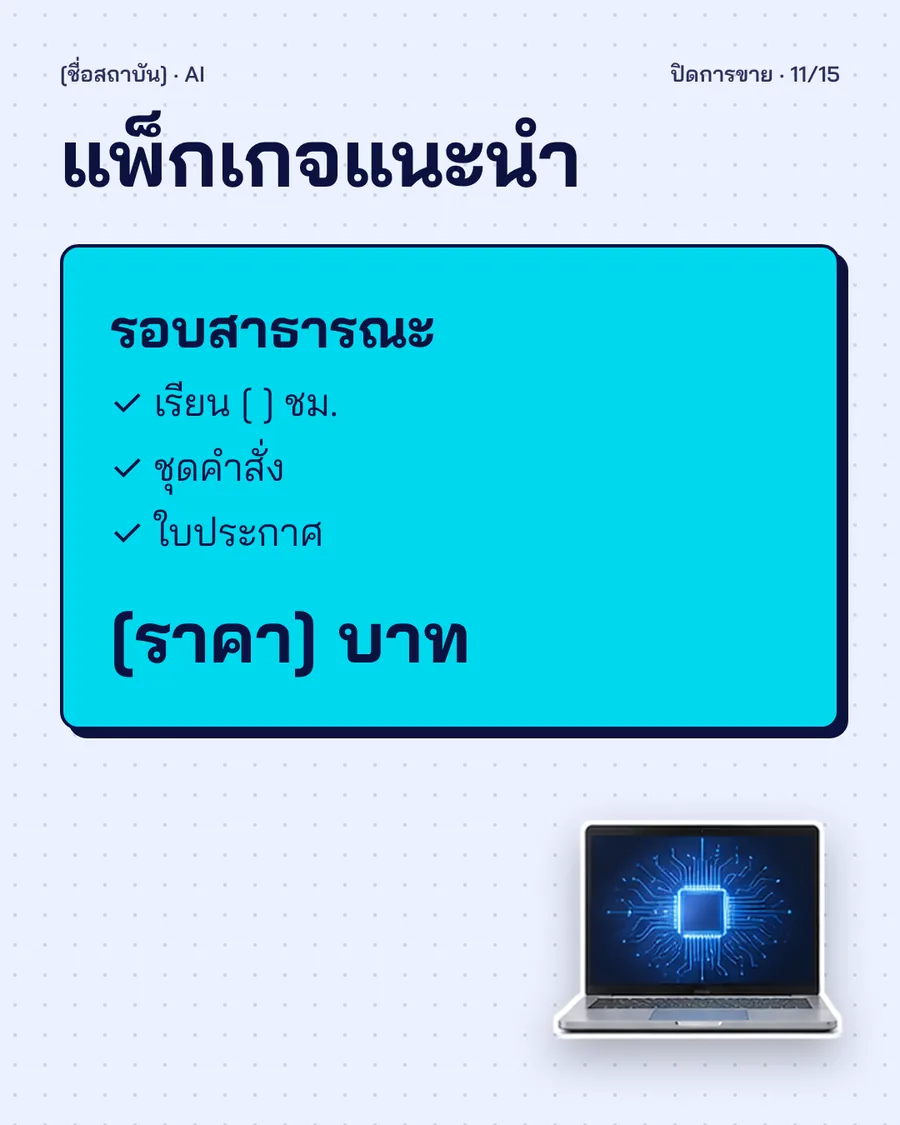 (ชื่อสถาบัน) · AI
ปิดการขาย · 11/15
แพ็กเกจแนะนำ
รอบสาธารณะ
✓ เรียน ( ) ชม.
✓ ชุดคำสั่ง
✓ ใบประกาศ
(ราคา) บาท